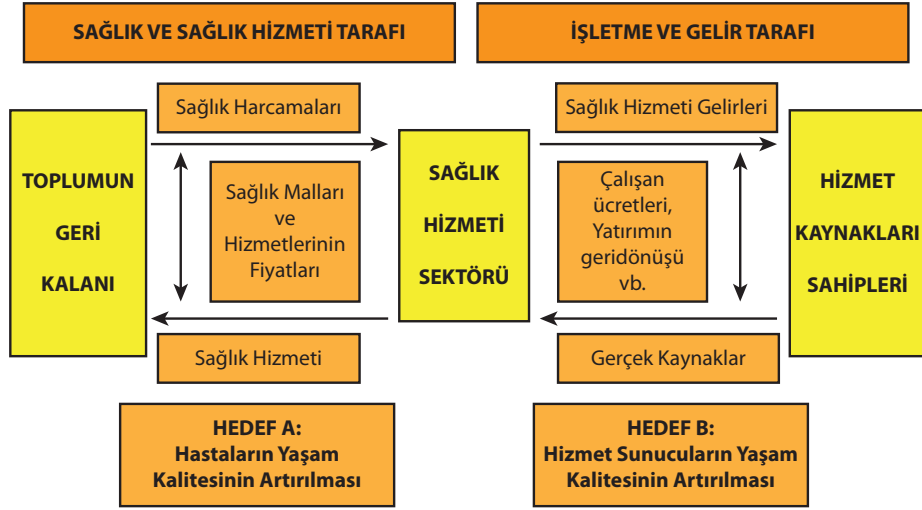 SAĞLIK VE SAĞLIK HİZMETİ TARAFI
İŞLETME VE GELİR TARAFI
Sağlık Harcamaları
Sağlık Hizmeti Gelirleri
TOPLUMUN
GERİ
KALANI
Sağlık Malları
ve
Hizmetlerinin
Fiyatları
SAĞLIK
HİZMETİ
SEKTÖRÜ
Çalışan
ücretleri,
Yatırımın
geridönüşü
vb.
HİZMET
KAYNAKLARI
SAHİPLERİ
Sağlık Hizmeti
Gerçek Kaynaklar
HEDEF A:
Hastaların Yaşam
Kalitesinin Artırılması
HEDEF B:
Hizmet Sunucuların Yaşam
Kalitesinin Artırılması